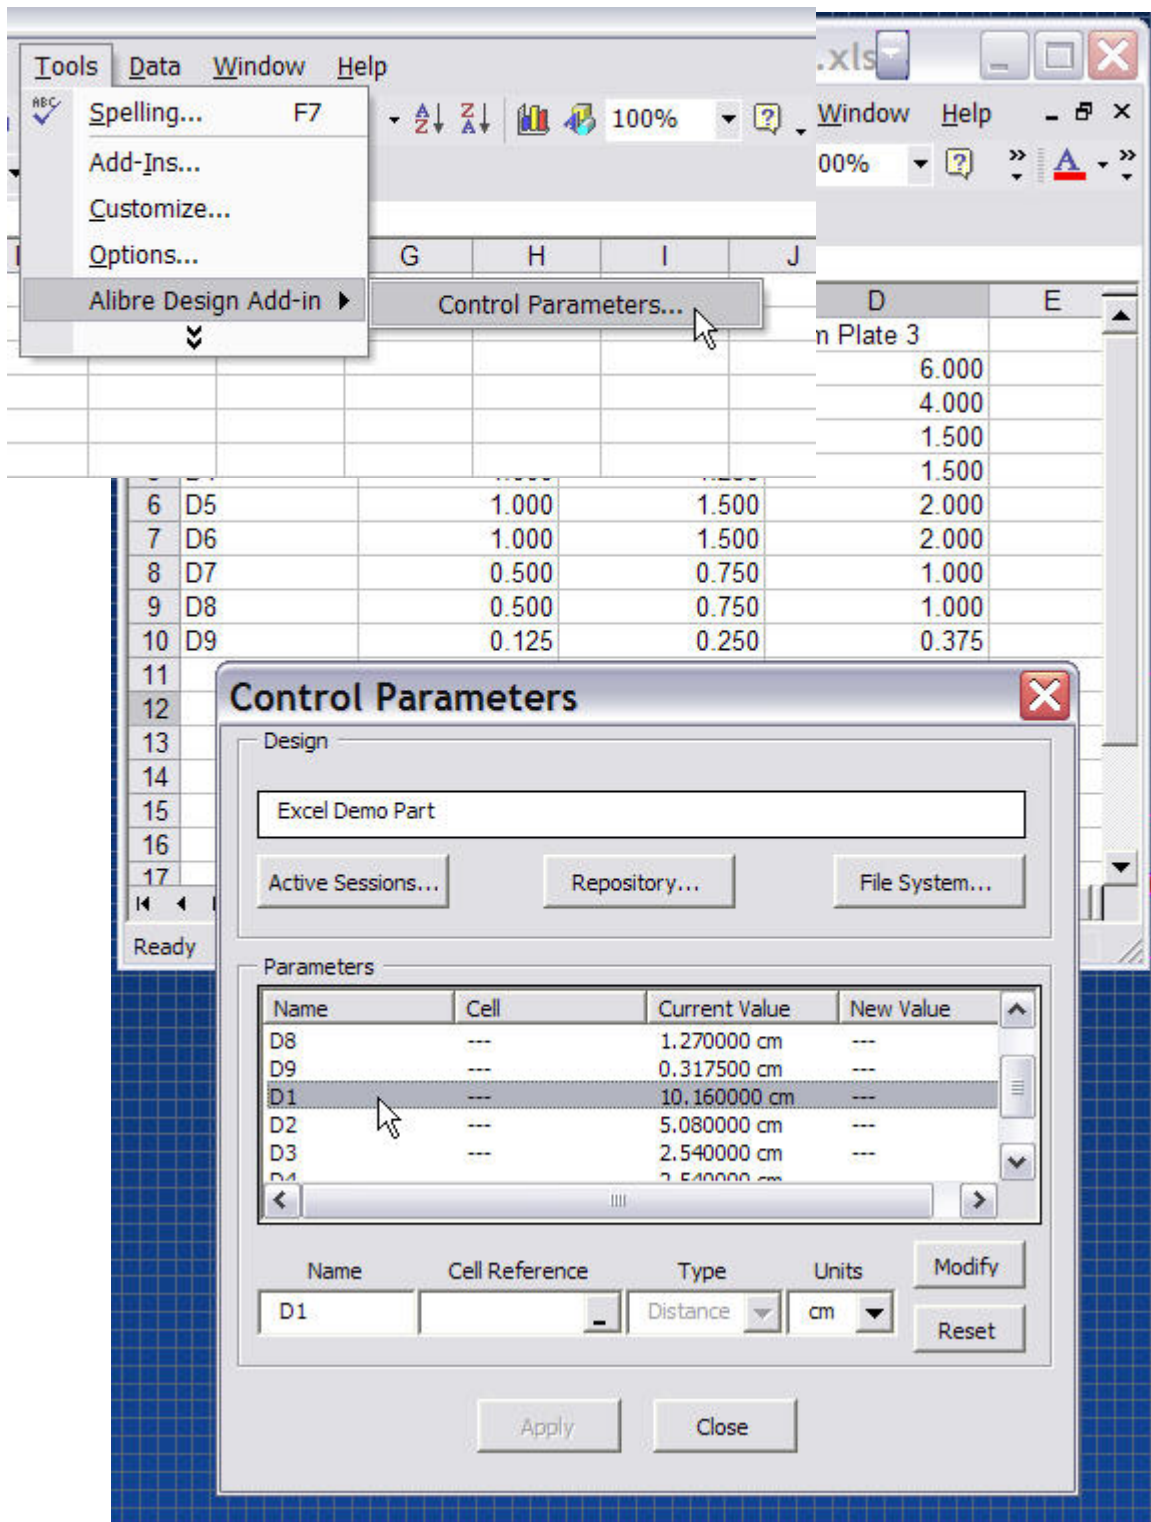 Tools Data Window Help
.xls
ABC Spelling... F7
100%
Window Help
Add-Ins...
00%
A
Customize...
Options...
G H I J
Alibre Design Add-in
Control Parameters...
D E
n Plate 3
6.000
4.000
1.500
1.500
6 D5 1.000 1.500 2.000
7 D6 1.000 1.500 2.000
8 D7 0.500 0.750 1.000
9 D8 0.500 0.750 1.000
10 D9 0.125 0.250 0.375
11
12
13
14
15
16
17
Ready
Control Parameters
Design
Excel Demo Part
Active Sessions... Repository... File System...
Parameters
Name Cell Current Value New Value
D8 --- 1.270000 cm ---
D9 --- 0.317500 cm ---
D1 --- 10.160000 cm ---
D2 --- 5.080000 cm ---
D3 --- 2.540000 cm ---
D4 2.540000 cm
Name Cell Reference Type Units Modify
D1 Distance cm
Reset
Apply Close